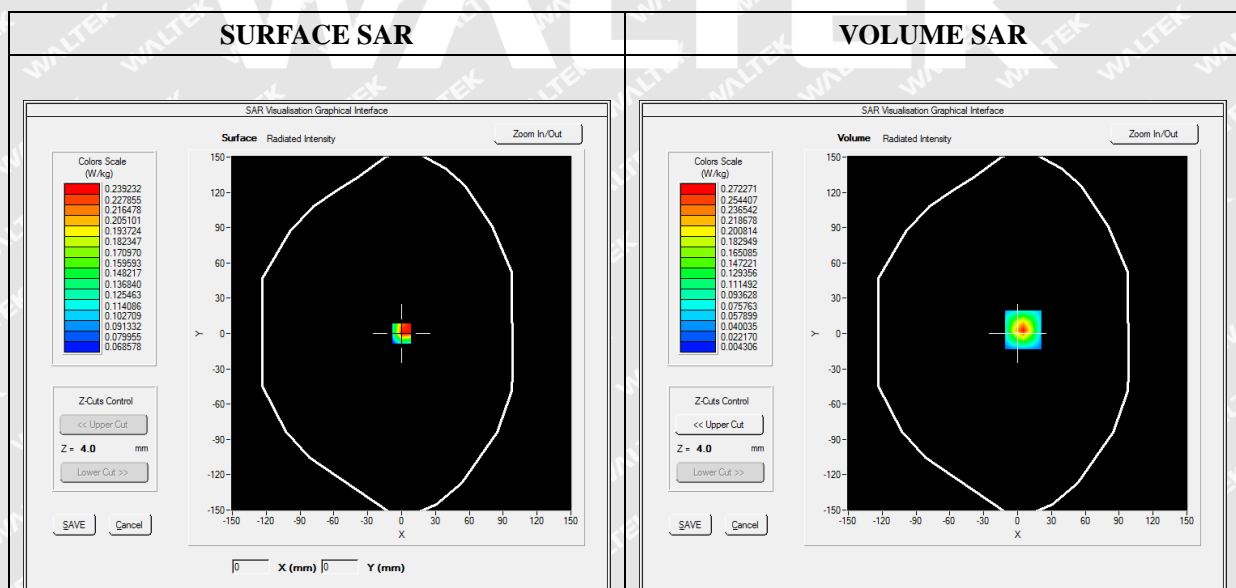 WALTEK
SURFACE SAR
VOLUME SAR
SAR Visualisation Graphical Interface
Surface Radiated Intensity
Zoom In/Out
Colors Scale
(W/kg)
0.239232
0.227855
0.216478
0.205101
0.193724
0.182347
0.170970
0.159593
0.148217
0.136840
0.125463
0.114086
0.102709
0.091332
0.079955
0.068578
Z-Cuts Control
<< Upper Cut
Z = 4.0 mm
Lower Cut >>
SAVE Cancel
150
120
90
60
30
0
-30
-60
-90
-120
-150
Y
-150 -120 -90 -60 -30 0 30 60 90 120 150
X
0 X (mm) 0 Y (mm)
SAR Visualisation Graphical Interface
Volume Radiated Intensity
Zoom In/Out
Colors Scale
(W/kg)
0.272271
0.254407
0.236542
0.218678
0.200814
0.182949
0.165085
0.147221
0.129356
0.111492
0.093628
0.075763
0.057899
0.040035
0.022170
0.004306
Z-Cuts Control
<< Upper Cut
Z = 4.0 mm
Lower Cut >>
SAVE Cancel
150
120
90
60
30
0
-30
-60
-90
-120
-150
Y
-150 -120 -90 -60 -30 0 30 60 90 120 150
X